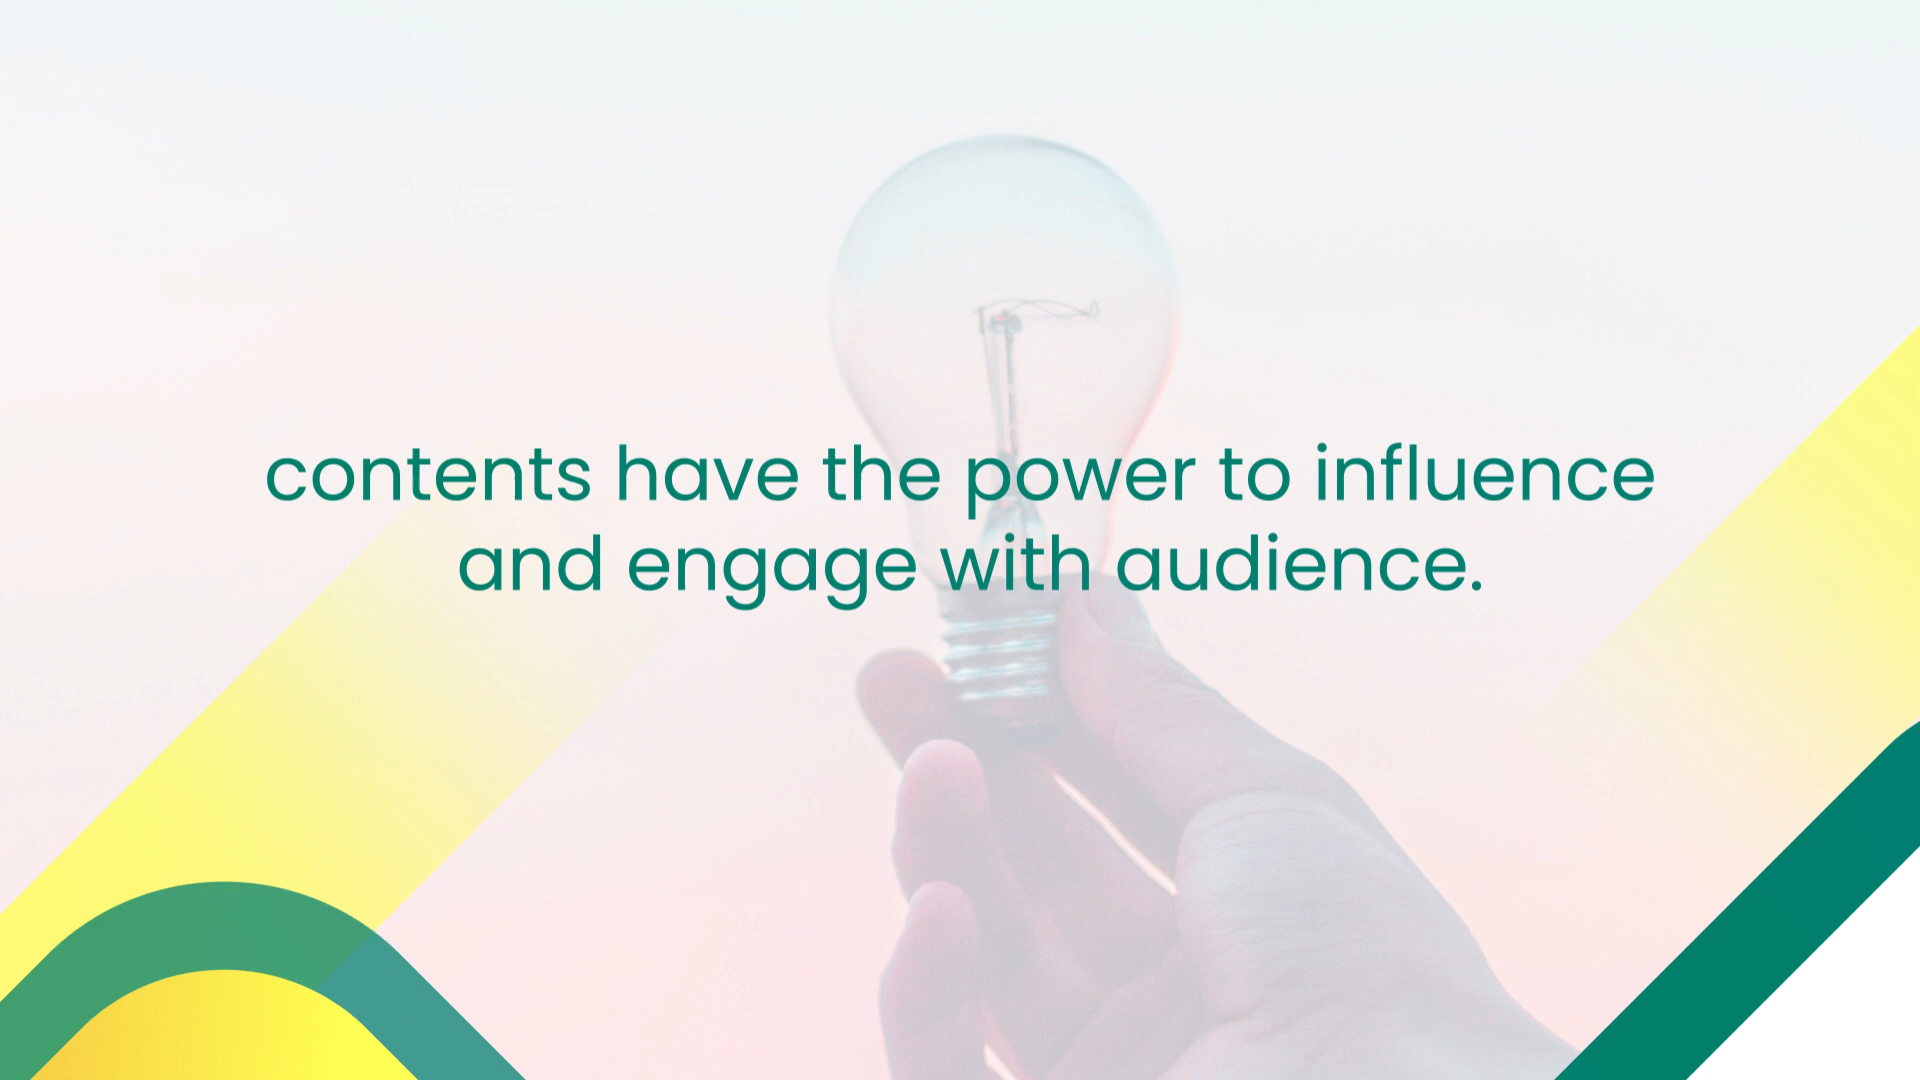 contents have the power to influence
and engage with audience.